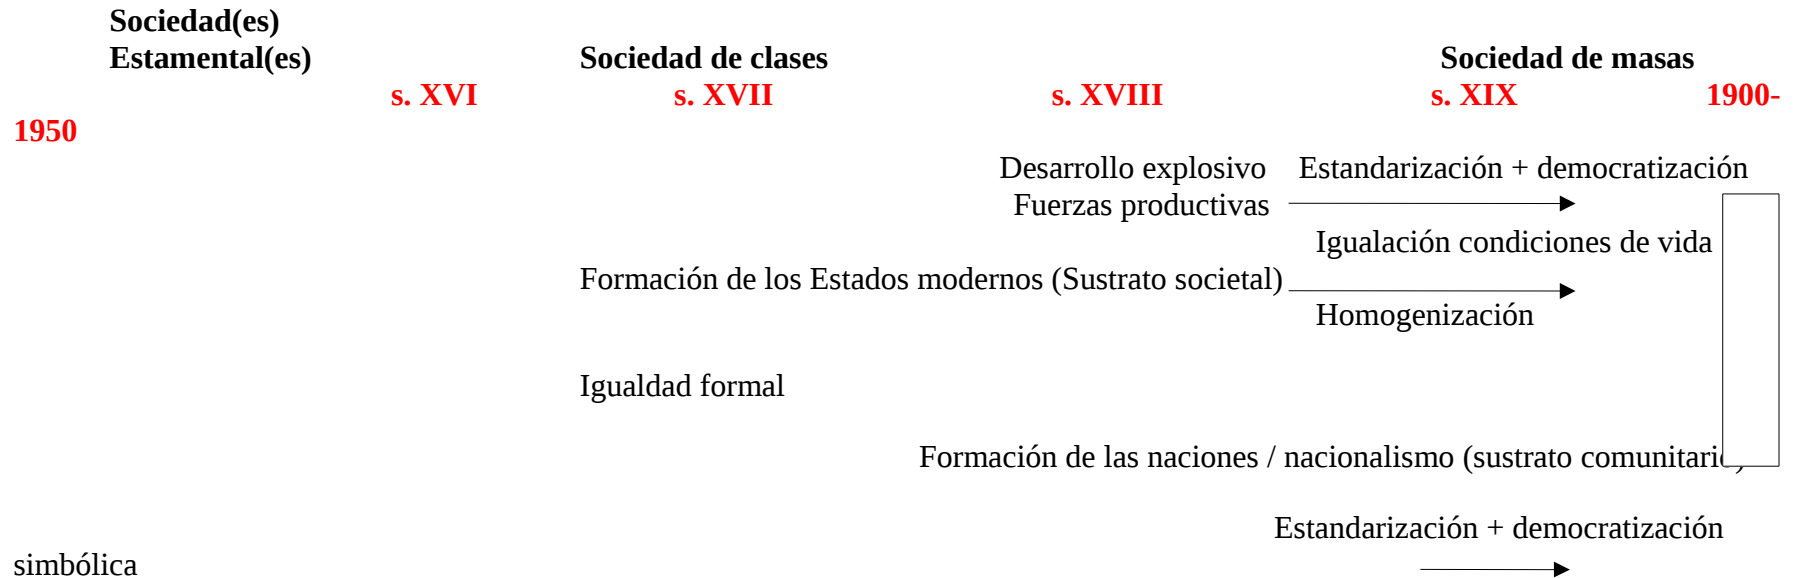 Sociedad(es)
Estamental(es) Sociedad de clases Sociedad de masas
s. XVI s. XVII s. XVIII s. XIX 1900-
1950
Desarrollo explosivo Estandarización + democratización
Fuerzas productivas
Igualación condiciones de vida
Formación de los Estados modernos (Sustrato societal)
Homogenización
Igualdad formal
Formación de las naciones / nacionalismo (sustrato comunitario)
Estandarización + democratización
simbólica